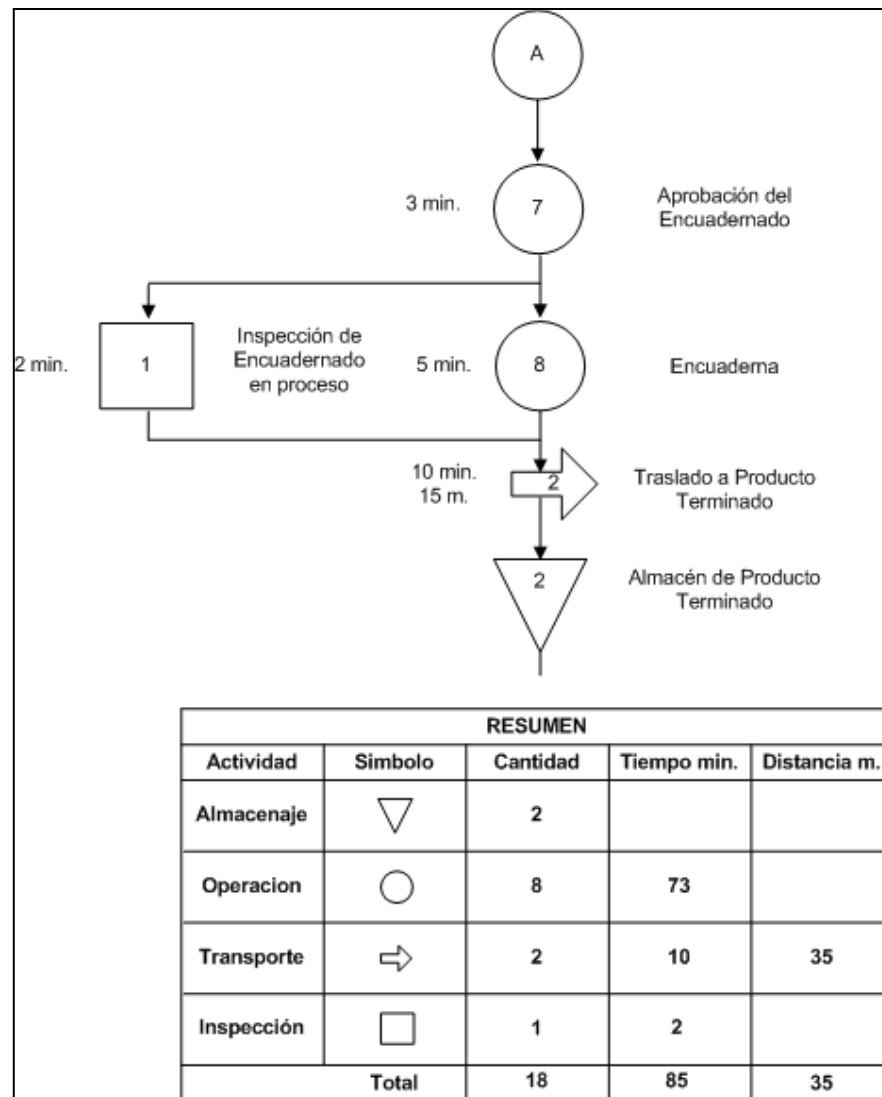 A
3 min.
7
Aprobación del
Encuadernado
2 min.
1
Inspección de
Encuadernado
en proceso
5 min.
8
Encuaderna
10 min.
15 m.
2
Traslado a Producto
Terminado
2
Almacén de Producto
Terminado
RESUMEN
Actividad Simbolo Cantidad Tiempo min. Distancia m.
Almacenaje 2
Operacion 8 73
Transporte 2 10 35
Inspección 1 2
Total 18 85 35